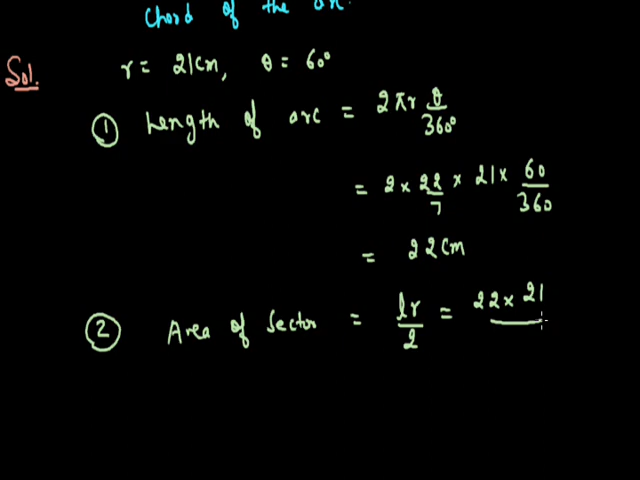 Chord of the arc.
Sol.
r = 21cm, θ = 60°
① Length of arc = 2πr θ/360°
= 2 × 22/7 × 21 × 60/360
= 22cm
② Area of Sector = lr/2 = 22 × 21